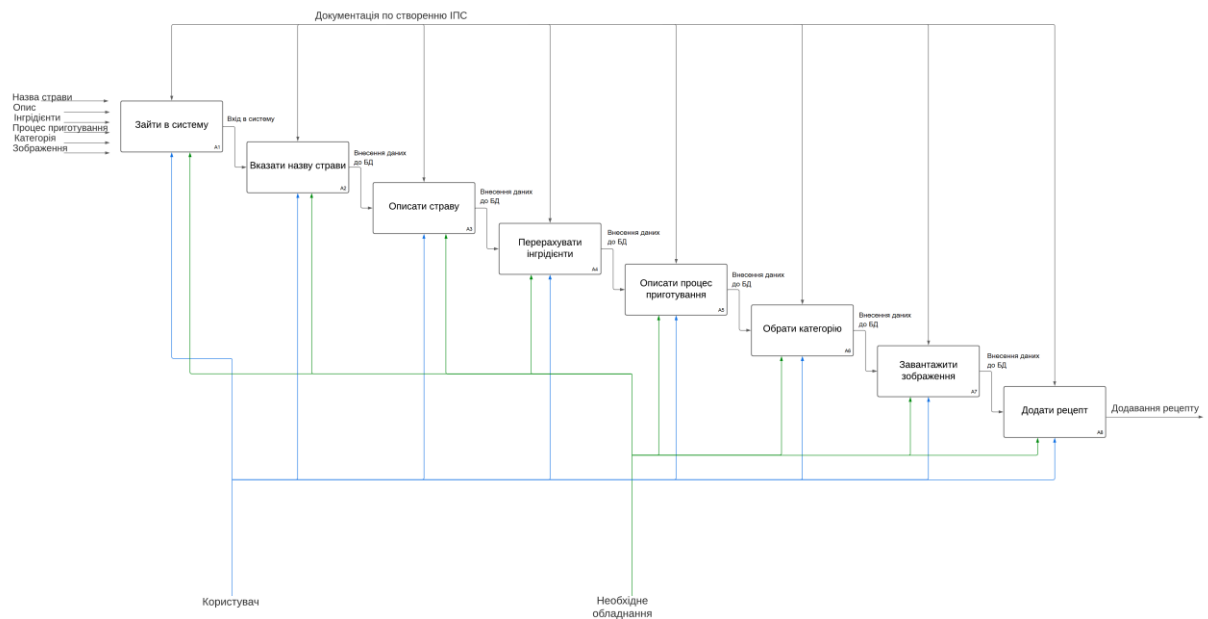 Документація по створенню ІПС
Назва страви
Опис
Інгрідієнти
Процес приготування
Категорія
Зображення
Зайти в систему
A1
Вхід в систему
Вказати назву страви
A2
Внесення даних
до БД
Описати страву
A3
Внесення даних
до БД
Перерахувати
інгрідієнти
A4
Внесення даних
до БД
Описати процес
приготування
A5
Внесення даних
до БД
Обрати категорію
A6
Внесення даних
до БД
Завантажити
зображення
A7
Внесення даних
до БД
Додати рецепт
A8
Додавання рецепту
Користувач
Необхідне
обладнання